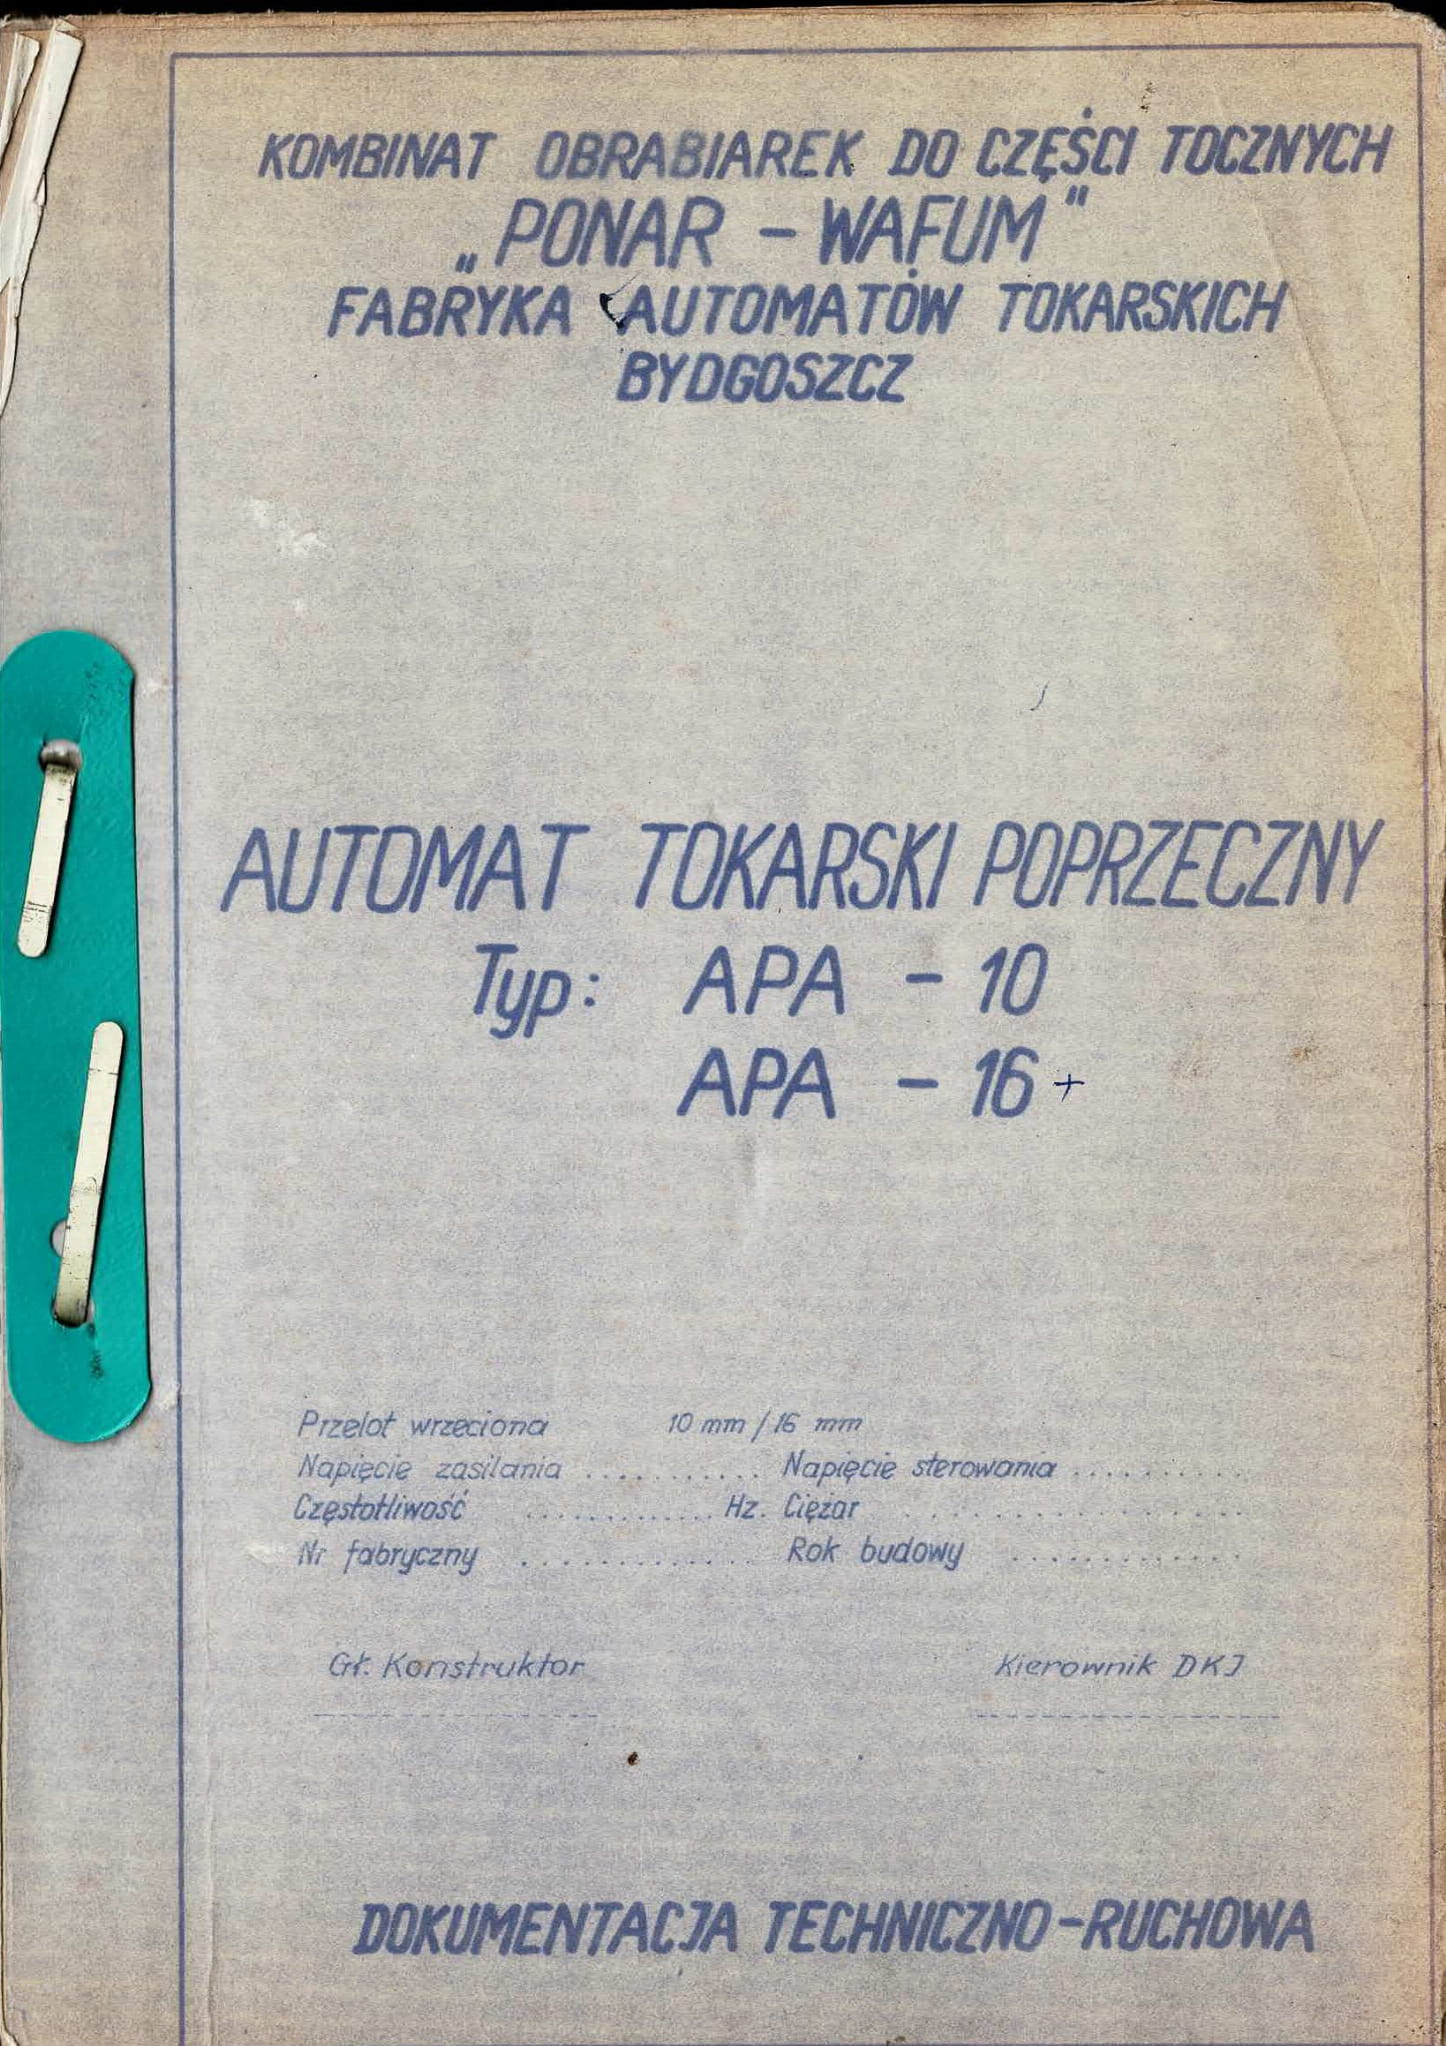 KOMBINAT OBRABIAREK DO CZĘŚCI TOCZNYCH
„PONAR – WAFUM"
FABRYKA AUTOMATÓW TOKARSKICH
BYDGOSZCZ
AUTOMAT TOKARSKI POPRZECZNY
Typ: APA – 10
APA – 16 +
Przelot wrzeciona 10 mm / 16 mm
Napięcie zasilania ........... Napięcie sterowania ...........
Częstotliwość ............. Hz. Ciężar .................
Nr fabryczny .............. Rok budowy .............
Gł. Konstruktor Kierownik DKJ
DOKUMENTACJA TECHNICZNO-RUCHOWA